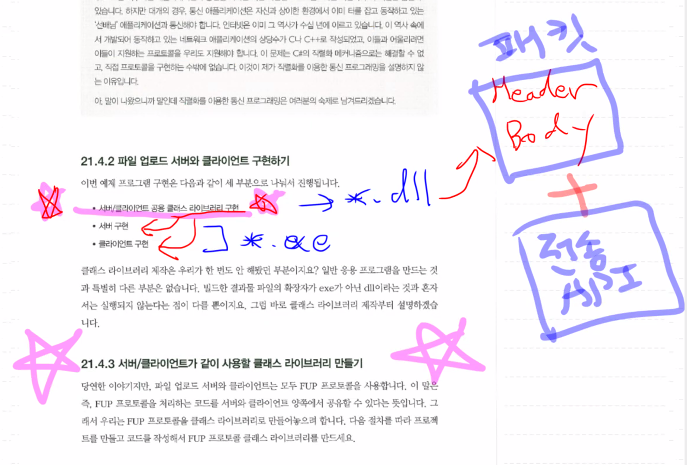 있습니다. 하지만 대개의 경우, 통신 애플리케이션은 자신과 상이한 환경에서 이미 터를 잡고 동작하고 있는
'선배님' 애플리케이션과 통신해야 합니다. 인터넷은 이미 그 역사가 수십 년에 이르고 있습니다. 이 역사 속에
서 개발되어 동작하고 있는 네트워크 애플리케이션의 상당수가 C나 C++로 작성되었고, 이들과 어울리려면
이들이 지원하는 프로토콜을 우리도 지원해야 합니다. 이 문제는 C#의 직렬화 메커니즘으로는 해결할 수 없
고, 직접 프로토콜을 구현하는 수밖에 없습니다. 이것이 제가 직렬화를 이용한 통신 프로그래밍을 설명하지 않
는 이유입니다.
아, 말이 나왔으니까 말인데 직렬화를 이용한 통신 프로그래밍은 여러분의 숙제로 남겨두리겠습니다.
패킷
Header
Body
+
전송
21.4.2 파일 업로드 서버와 클라이언트 구현하기
이번 예제 프로그램 구현은 다음과 같이 세 부분으로 나눠서 진행됩니다.
• 서버/클라이언트 공용 클래스 라이브러리 구현 → *.dll
• 서버 구현
• 클라이언트 구현 ] *.exe
클래스 라이브러리 제작은 우리가 한 번도 안 해봤던 부분이지요? 일반 응용 프로그램을 만드는 것
과 특별히 다른 부분은 없습니다. 빌드한 결과물 파일의 확장자가 exe가 아닌 dll이라는 것과 혼자
서는 실행되지 않는다는 점이 다를 뿐이지요. 그럼 바로 클래스 라이브러리 제작부터 설명하겠습
니다.
21.4.3 서버/클라이언트가 같이 사용할 클래스 라이브러리 만들기
당연한 이야기지만, 파일 업로드 서버와 클라이언트는 모두 FUP 프로토콜을 사용합니다. 이 말은
즉, FUP 프로토콜을 처리하는 코드를 서버와 클라이언트 양쪽에서 공유할 수 있다는 뜻입니다. 그
래서 우리는 FUP 프로토콜을 클래스 라이브러리로 만들어놓으려 합니다. 다음 절차를 따라 프로젝
트를 만들고 코드를 작성해서 FUP 프로토콜 클래스 라이브러리를 만드세요.